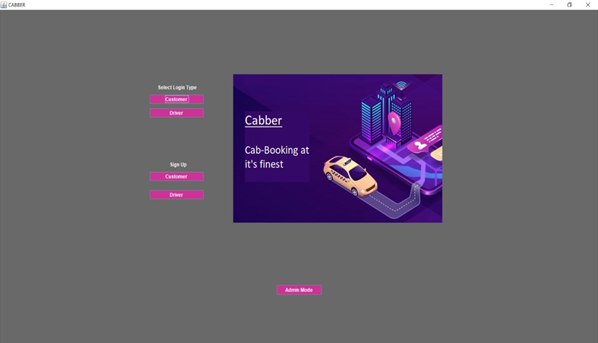 CABBER
Select Login Type
Customer
Driver
Sign Up
Customer
Driver
Cabber
Cab-Booking at
it's finest
Admin Mode